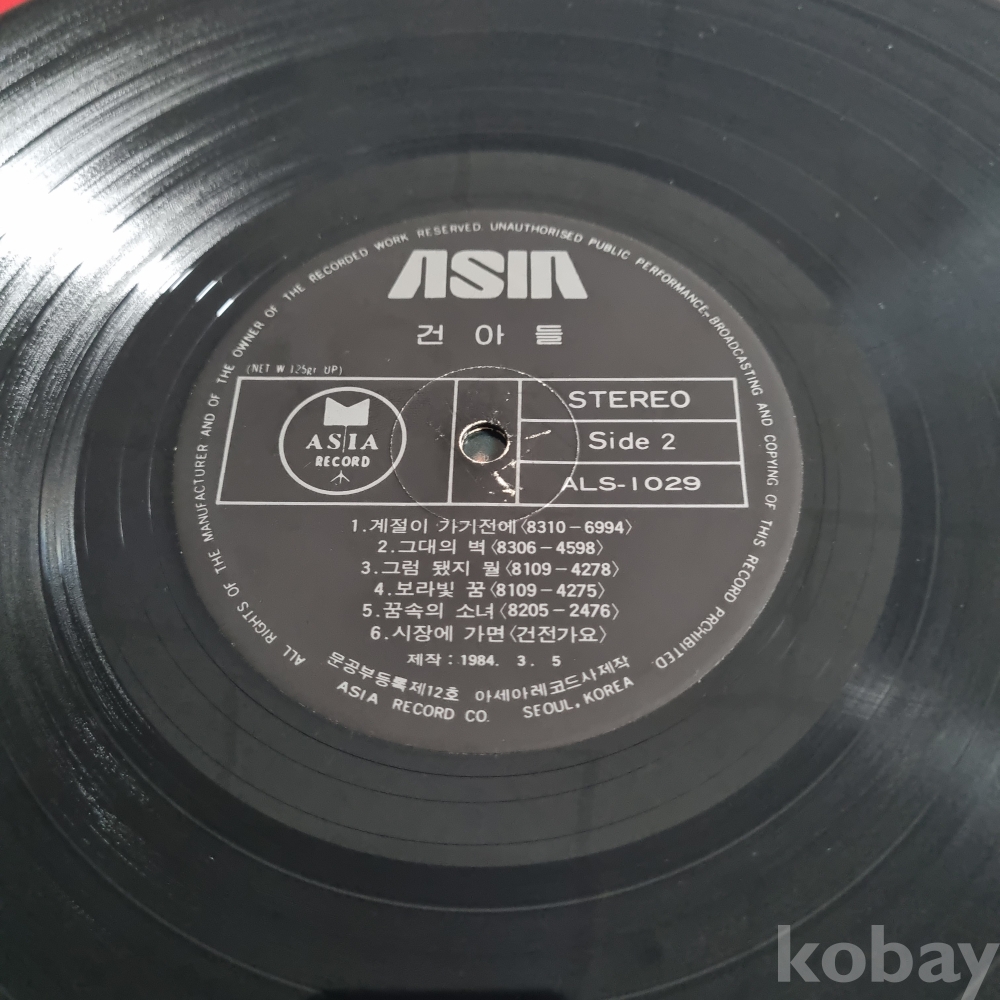 ALL RIGHTS OF THE MANUFACTURER AND OF THE OWNER OF THE RECORDED WORK RESERVED. UNAUTHORISED PUBLIC PERFORMANCE, BROADCASTING AND COPYING OF THIS RECORD PRCHIBITED.
ASIA
건 아 들
(NET W 125gr UP)
ASIA
RECORD
STEREO
Side 2
ALS-1029
1.계절이 가거전에〈8310-6994〉
2.그대의 벽〈8306-4598〉
3.그럼 됐지 뭘〈8109-4278〉
4.보라빛 꿈〈8109-4275〉
5.꿈속의 소녀〈8205-2476〉
6.시장에 가면〈건전가요〉
제작:1984. 3. 5
문공부등록제12호 아세아레코드사제작
ASIA RECORD CO. SEOUL, KOREA
kobay